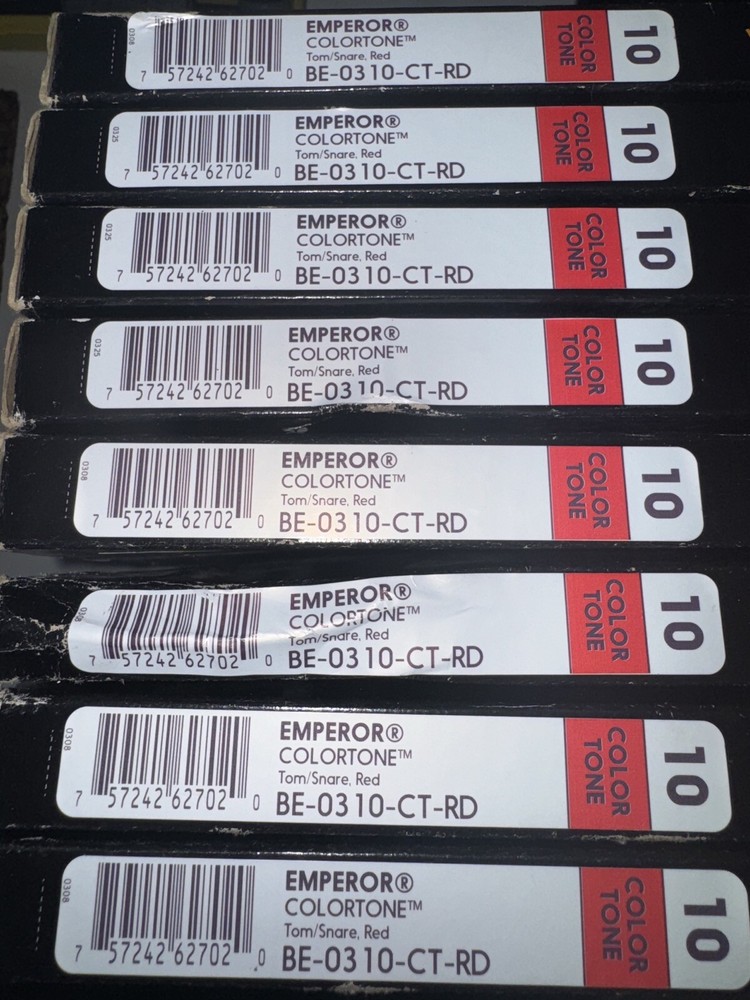 0308
EMPEROR®
COLORTONE™
Tom/Snare, Red
BE-0310-CT-RD
7 57242 62702 0
COLOR
TONE
10
0325
EMPEROR®
COLORTONE™
Tom/Snare, Red
BE-0310-CT-RD
7 57242 62702 0
COLOR
TONE
10
0325
EMPEROR®
COLORTONE™
Tom/Snare, Red
BE-0310-CT-RD
7 57242 62702 0
COLOR
TONE
10
0325
EMPEROR®
COLORTONE™
Tom/Snare, Red
BE-0310-CT-RD
7 57242 62702 0
COLOR
TONE
10
0308
EMPEROR®
COLORTONE™
Tom/Snare, Red
BE-0310-CT-RD
7 57242 62702 0
COLOR
TONE
10
EMPEROR®
COLORTONE™
Tom/Snare, Red
BE-0310-CT-RD
7 57242 62702 0
COLOR
TONE
10
0308
EMPEROR®
COLORTONE™
Tom/Snare, Red
BE-0310-CT-RD
7 57242 62702 0
COLOR
TONE
10
0308
EMPEROR®
COLORTONE™
Tom/Snare, Red
BE-0310-CT-RD
7 57242 62702 0
COLOR
TONE
10